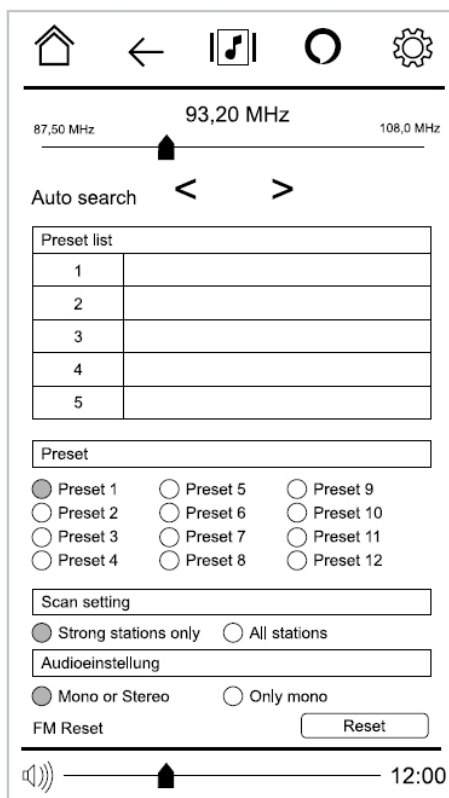 93,20 MHz
87,50 MHz 108,0 MHz
Auto search < >
Preset list
1
2
3
4
5
Preset
Preset 1 Preset 5 Preset 9
Preset 2 Preset 6 Preset 10
Preset 3 Preset 7 Preset 11
Preset 4 Preset 8 Preset 12
Scan setting
Strong stations only All stations
Audioeinstellung
Mono or Stereo Only mono
FM Reset Reset
12:00